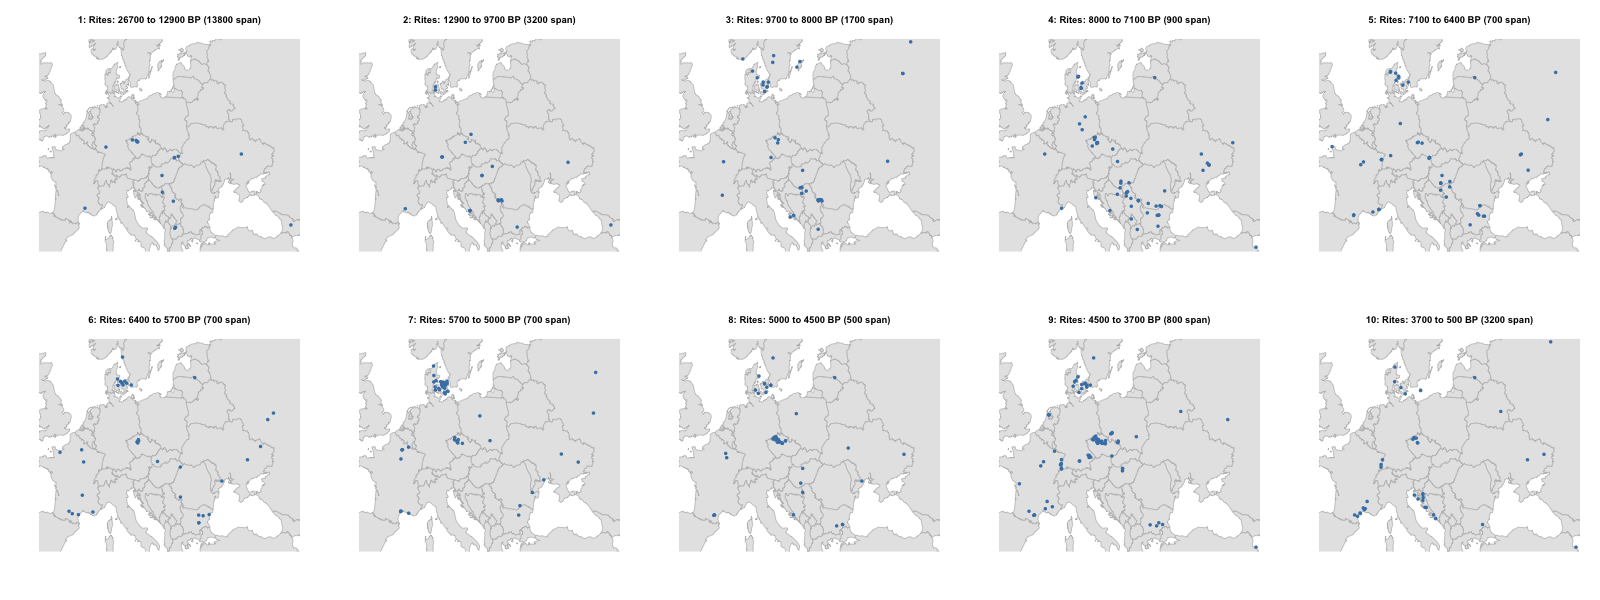 1: Rites: 26700 to 12900 BP (13800 span)
2: Rites: 12900 to 9700 BP (3200 span)
3: Rites: 9700 to 8000 BP (1700 span)
4: Rites: 8000 to 7100 BP (900 span)
5: Rites: 7100 to 6400 BP (700 span)
6: Rites: 6400 to 5700 BP (700 span)
7: Rites: 5700 to 5000 BP (700 span)
8: Rites: 5000 to 4500 BP (500 span)
9: Rites: 4500 to 3700 BP (800 span)
10: Rites: 3700 to 500 BP (3200 span)